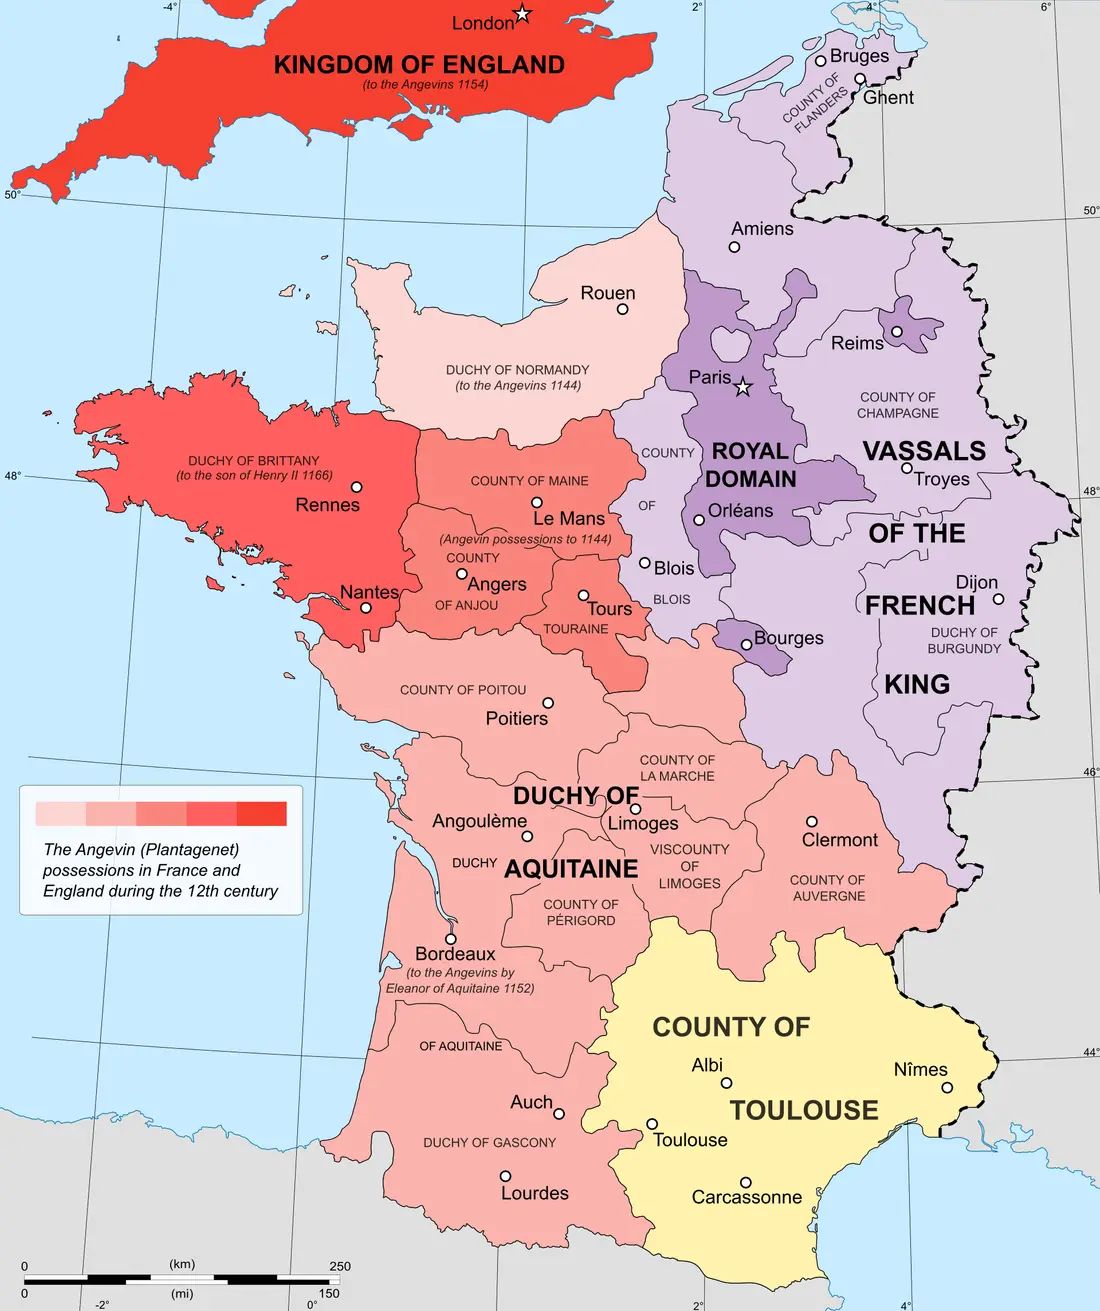 -4°
2°
4°
6°
London
KINGDOM OF ENGLAND
(to the Angevins 1154)
Bruges
COUNTY OF
FLANDERS
Ghent
50°
50°
Amiens
Rouen
Reims
DUCHY OF NORMANDY
(to the Angevins 1144)
Paris
COUNTY OF
CHAMPAGNE
DUCHY OF BRITTANY
(to the son of Henry II 1166)
Rennes
48°
COUNTY OF MAINE
Le Mans
(Angevin possessions to 1144)
COUNTY
OF
BLOIS
ROYAL
DOMAIN
Orléans
VASSALS
Troyes
48°
OF THE
FRENCH
KING
COUNTY
OF ANJOU
Angers
Blois
Nantes
Tours
TOURAINE
Dijon
DUCHY OF
BURGUNDY
Bourges
COUNTY OF POITOU
Poitiers
COUNTY OF
LA MARCHE
46°
DUCHY OF
AQUITAINE
Limoges
Angoulême
Clermont
VISCOUNTY
OF
LIMOGES
DUCHY
OF AQUITAINE
COUNTY OF
AUVERGNE
COUNTY OF
PÉRIGORD
The Angevin (Plantagenet)
possessions in France and
England during the 12th century
Bordeaux
(to the Angevins by
Eleanor of Aquitaine 1152)
COUNTY OF
TOULOUSE
44°
Albi
Nîmes
Auch
Toulouse
DUCHY OF GASCONY
Lourdes
Carcassonne
0
(km)
250
0
(mi)
150
-2°
0°
2°
4°